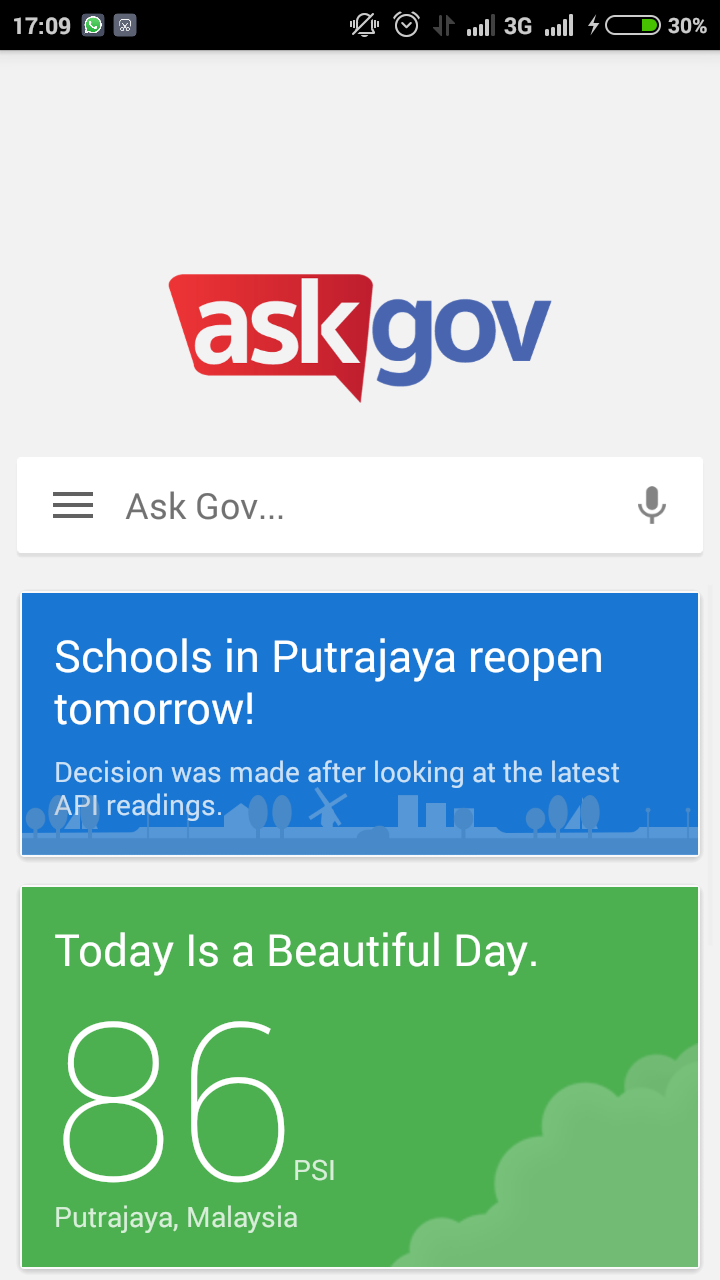 17:09 3G 30%
askgov
Ask Gov...
Schools in Putrajaya reopen
tomorrow!
Decision was made after looking at the latest
API readings.
Today Is a Beautiful Day.
86 PSI
Putrajaya, Malaysia